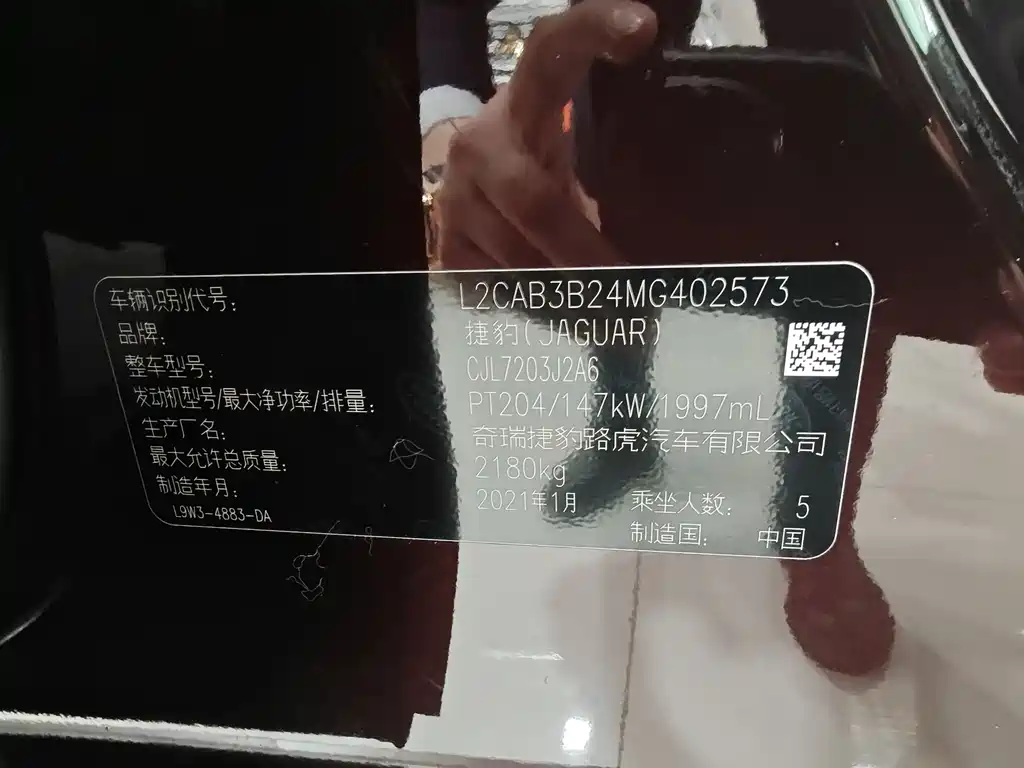 车辆识别代号: L2CAB3B24MG402573
品牌: 捷豹(JAGUAR)
整车型号: CJL7203J2A6
发动机型号/最大净功率/排量: PT204/147kW/1997mL
生产厂名: 奇瑞捷豹路虎汽车有限公司
最大允许总质量: 2180kg
制造年月: 2021年1月 乘坐人数: 5
L9W3-4883-DA 制造国: 中国